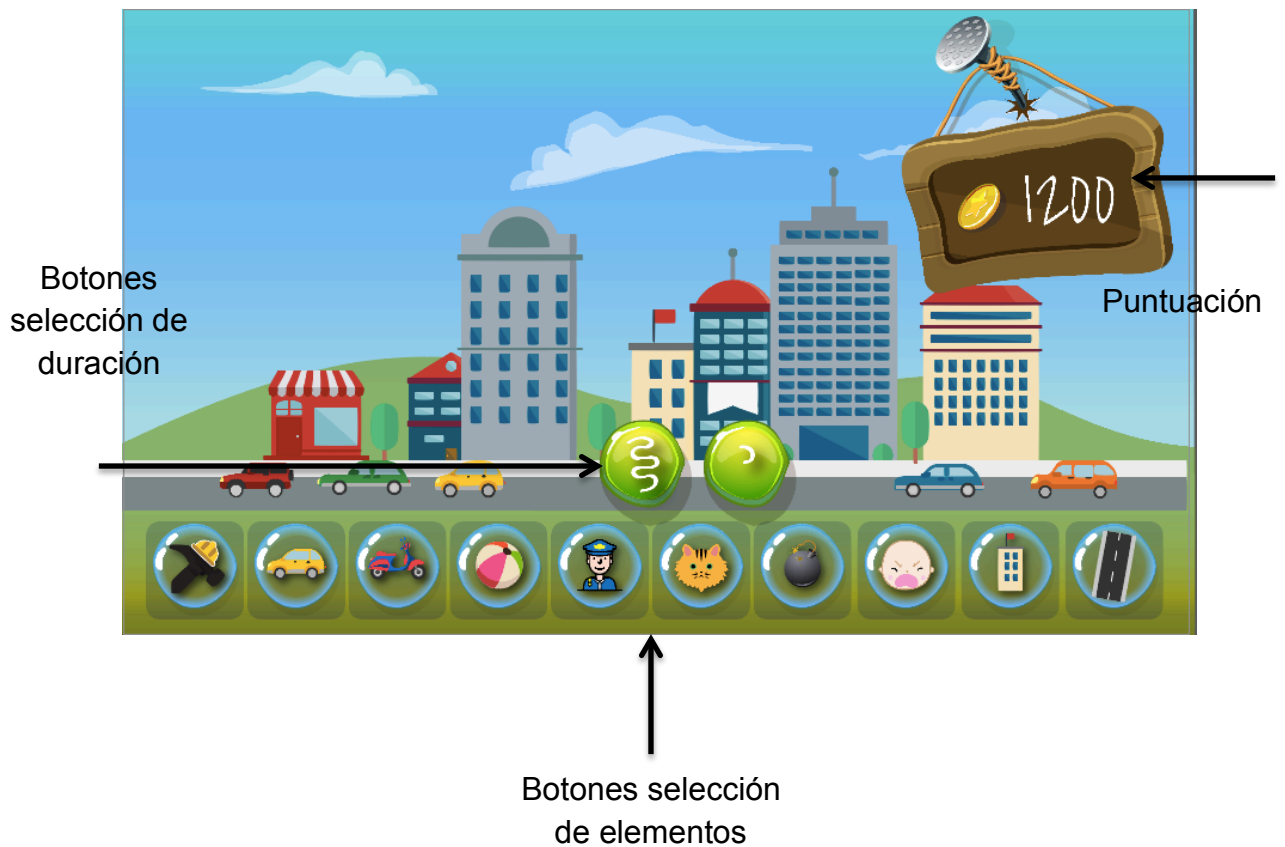 1200
Botones
selección de
duración
Puntuación
Botones selección
de elementos